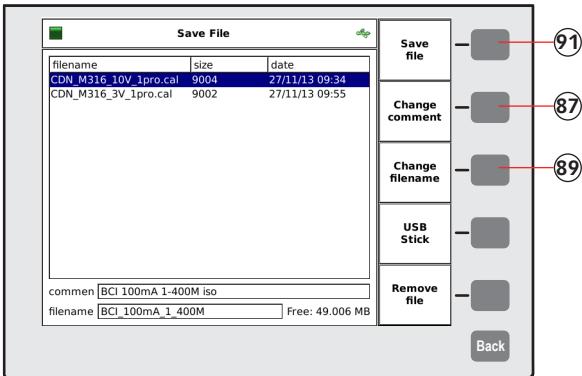 Save File
filename size date
CDN_M316_10V_1pro.cal 9004 27/11/13 09:34
CDN_M316_3V_1pro.cal 9002 27/11/13 09:55
commen BCI 100mA 1-400M iso
filename BCI_100mA_1_400M Free: 49.006 MB
Save
file
91
Change
comment
87
Change
filename
89
USB
Stick
Remove
file
Back